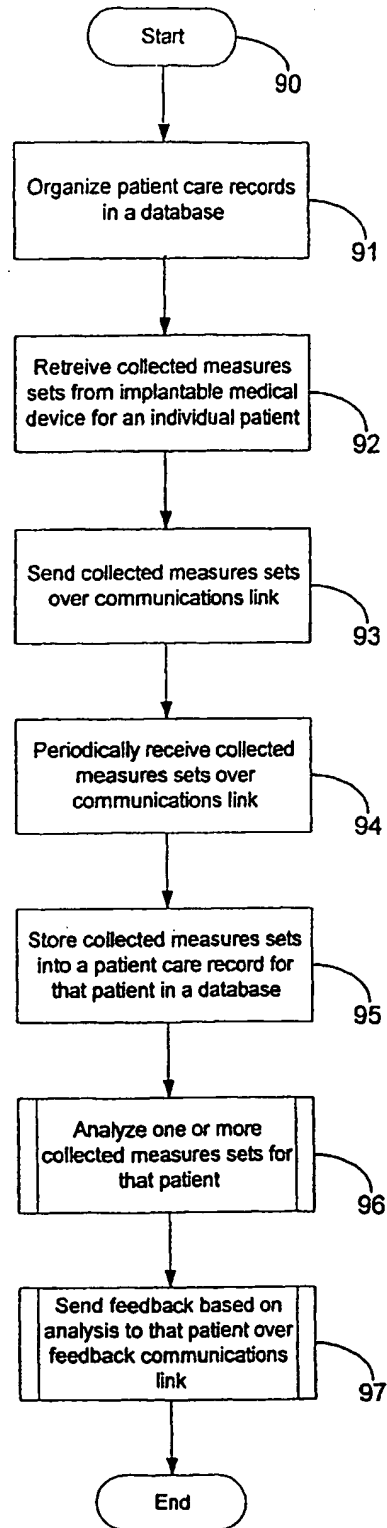 Start
90
Organize patient care records
in a database
91
Retreive collected measures
sets from implantable medical
device for an individual patient
92
Send collected measures sets
over communications link
93
Periodically receive collected
measures sets over
communications link
94
Store collected measures sets
into a patient care record for
that patient in a database
95
Analyze one or more
collected measures sets for
that patient
96
Send feedback based on
analysis to that patient over
feedback communications
link
97
End